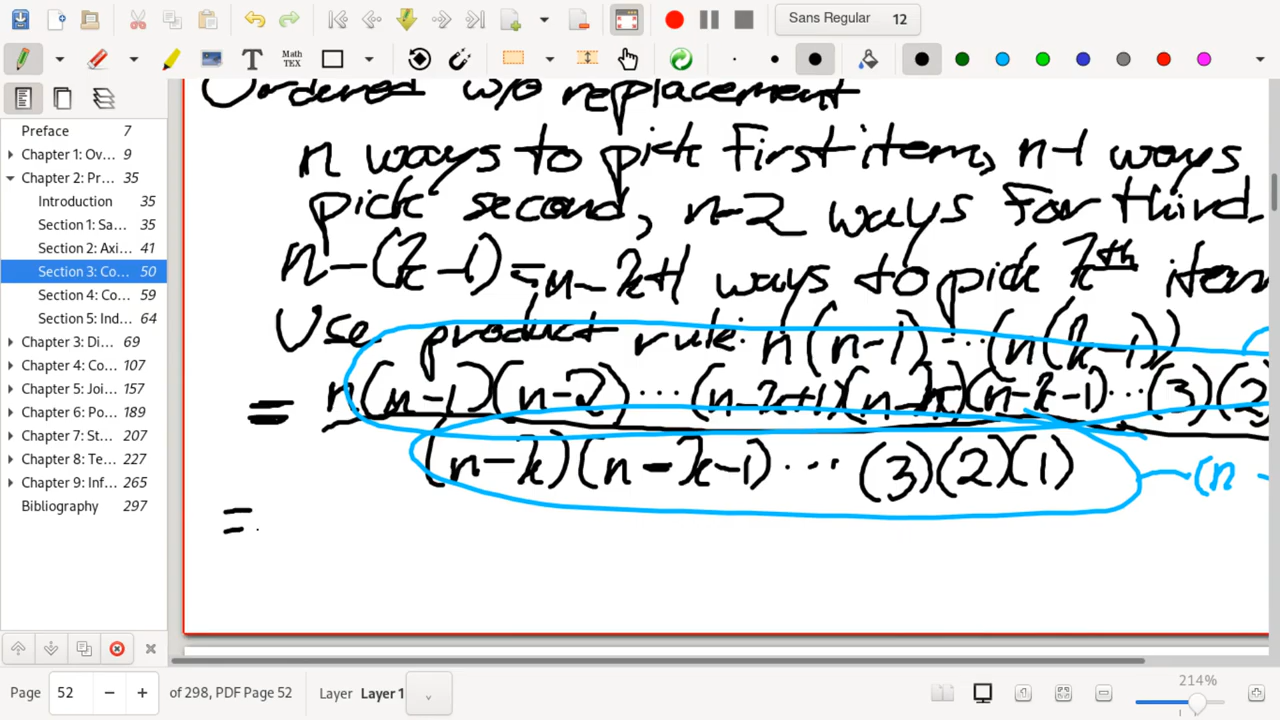 Sans Regular 12
T Math TEX
Preface 7
Chapter 1: Ov... 9
Chapter 2: Pr... 35
Introduction 35
Section 1: Sa... 35
Section 2: Axi... 41
Section 3: Co... 50
Section 4: Co... 59
Section 5: Ind... 64
Chapter 3: Di... 69
Chapter 4: Co... 107
Chapter 5: Joi... 157
Chapter 6: Po... 189
Chapter 7: St... 207
Chapter 8: Te... 227
Chapter 9: Inf... 265
Bibliography 297
Ordered w/o replacement
n ways to pick first item, n-1 ways
pick second, n-2 ways for third.
n-(k-1) = n-k+1 ways to pick kth item
Use product rule: n(n-1)...(n(k-1))
= n(n-1)(n-2)...(n-k+1)(n-k)(n-k-1)...(3)(2)
(n-k)(n-k-1)...(3)(2)(1) (n -
=
Page 52 of 298, PDF Page 52 Layer Layer 1 214%